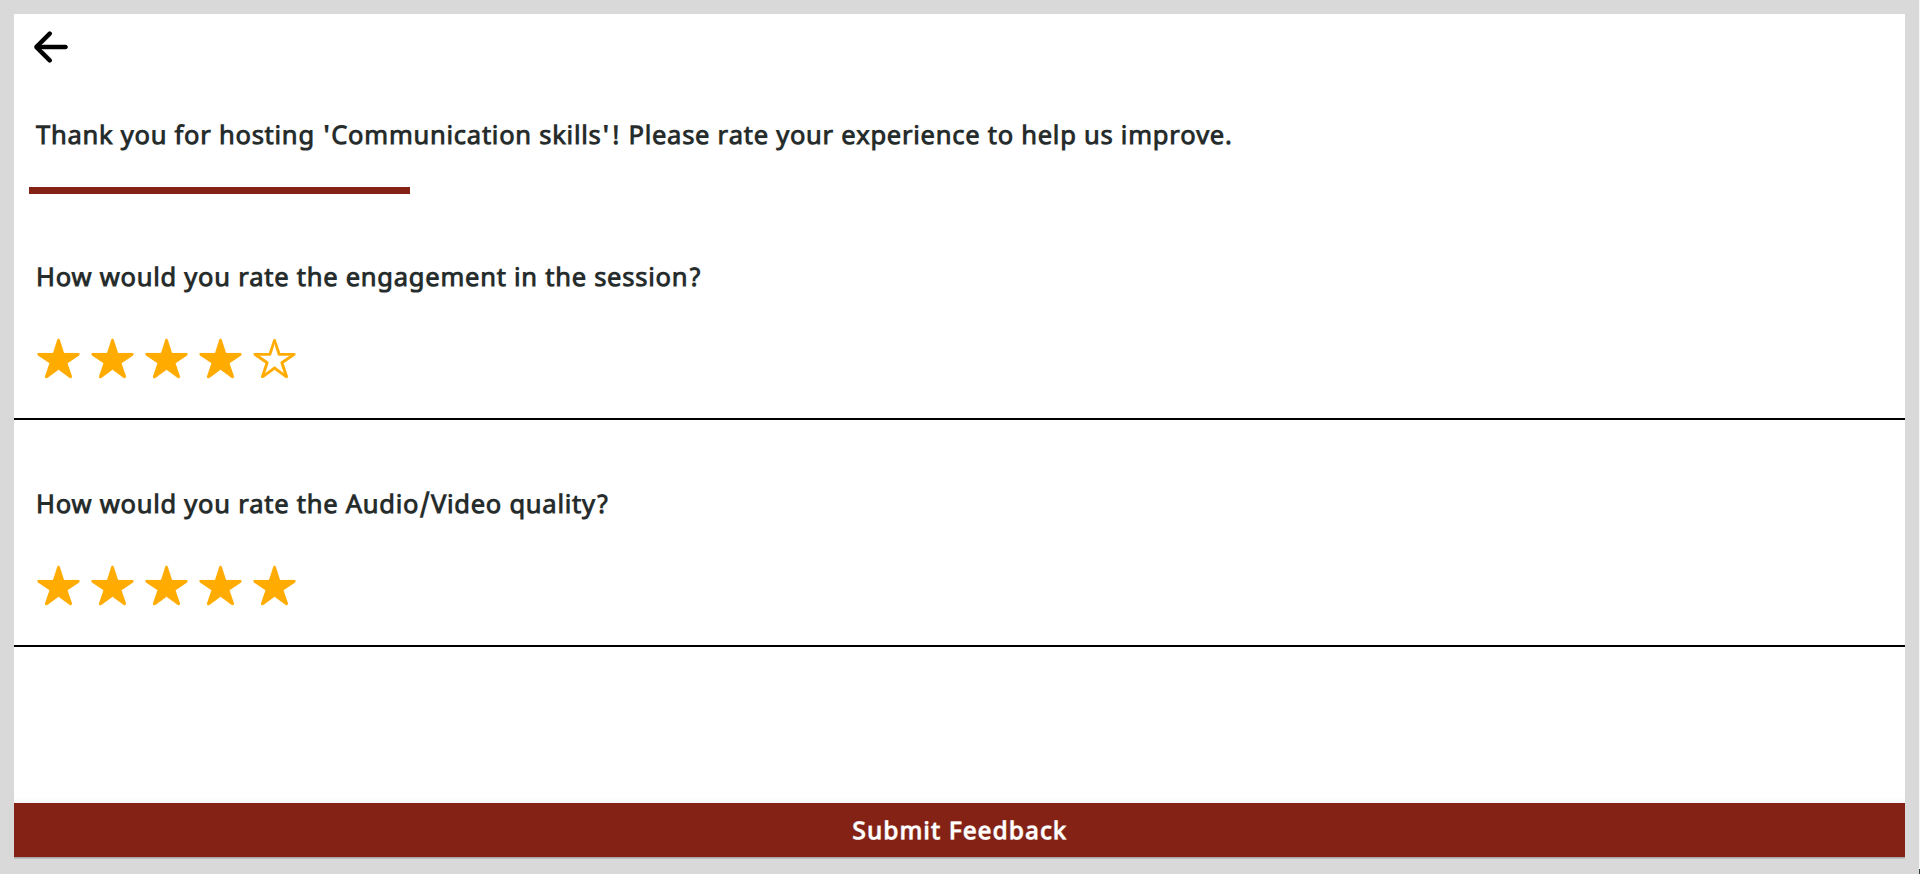 Thank you for hosting 'Communication skills'! Please rate your experience to help us improve.
How would you rate the engagement in the session?
How would you rate the Audio/Video quality?
Submit Feedback